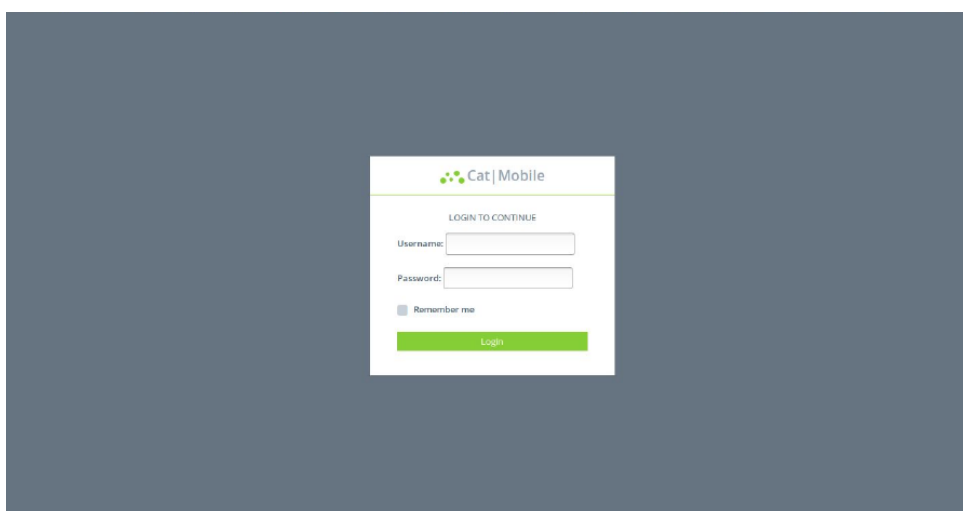 Cat|Mobile
LOGIN TO CONTINUE
Username:
Password:
Remember me
Login